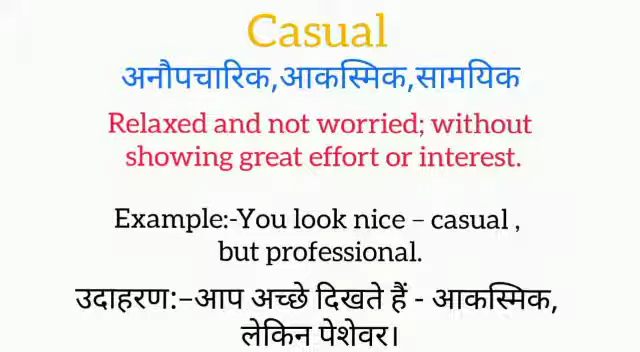 Casual
अनौपचारिक,आकस्मिक,सामयिक
Relaxed and not worried; without
showing great effort or interest.
Example:-You look nice – casual ,
but professional.
उदाहरण:–आप अच्छे दिखते हैं - आकस्मिक,
लेकिन पेशेवर।